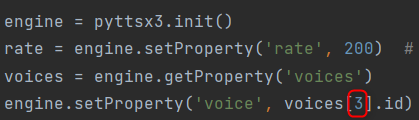 engine = pyttsx3.init()
rate = engine.setProperty('rate', 200)  #
voices = engine.getProperty('voices')
engine.setProperty('voice', voices[3].id)